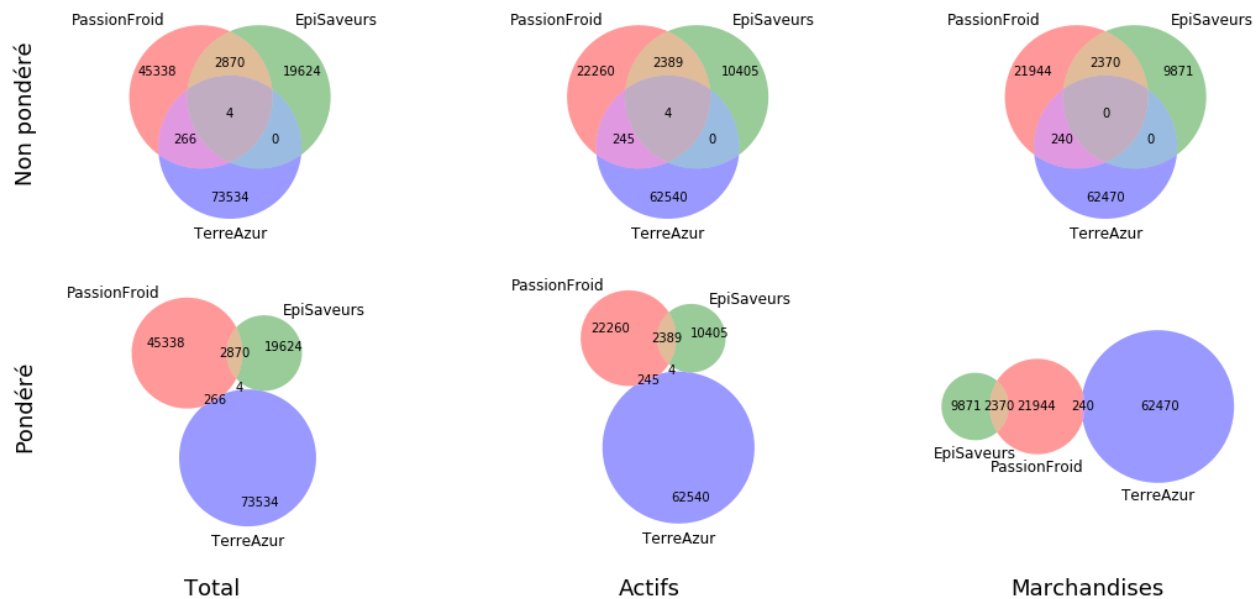 PassionFroid
EpiSaveurs
45338
2870
19624
4
266
0
73534
TerreAzur
PassionFroid
EpiSaveurs
22260
2389
10405
4
245
0
62540
TerreAzur
PassionFroid
EpiSaveurs
21944
2370
9871
0
240
0
62470
TerreAzur
Non pondéré
PassionFroid
EpiSaveurs
45338
2870
19624
4
266
73534
TerreAzur
PassionFroid
EpiSaveurs
22260
2389
10405
4
245
62540
TerreAzur
9871
2370
21944
240
62470
EpiSaveurs
PassionFroid
TerreAzur
Pondéré
Total
Actifs
Marchandises